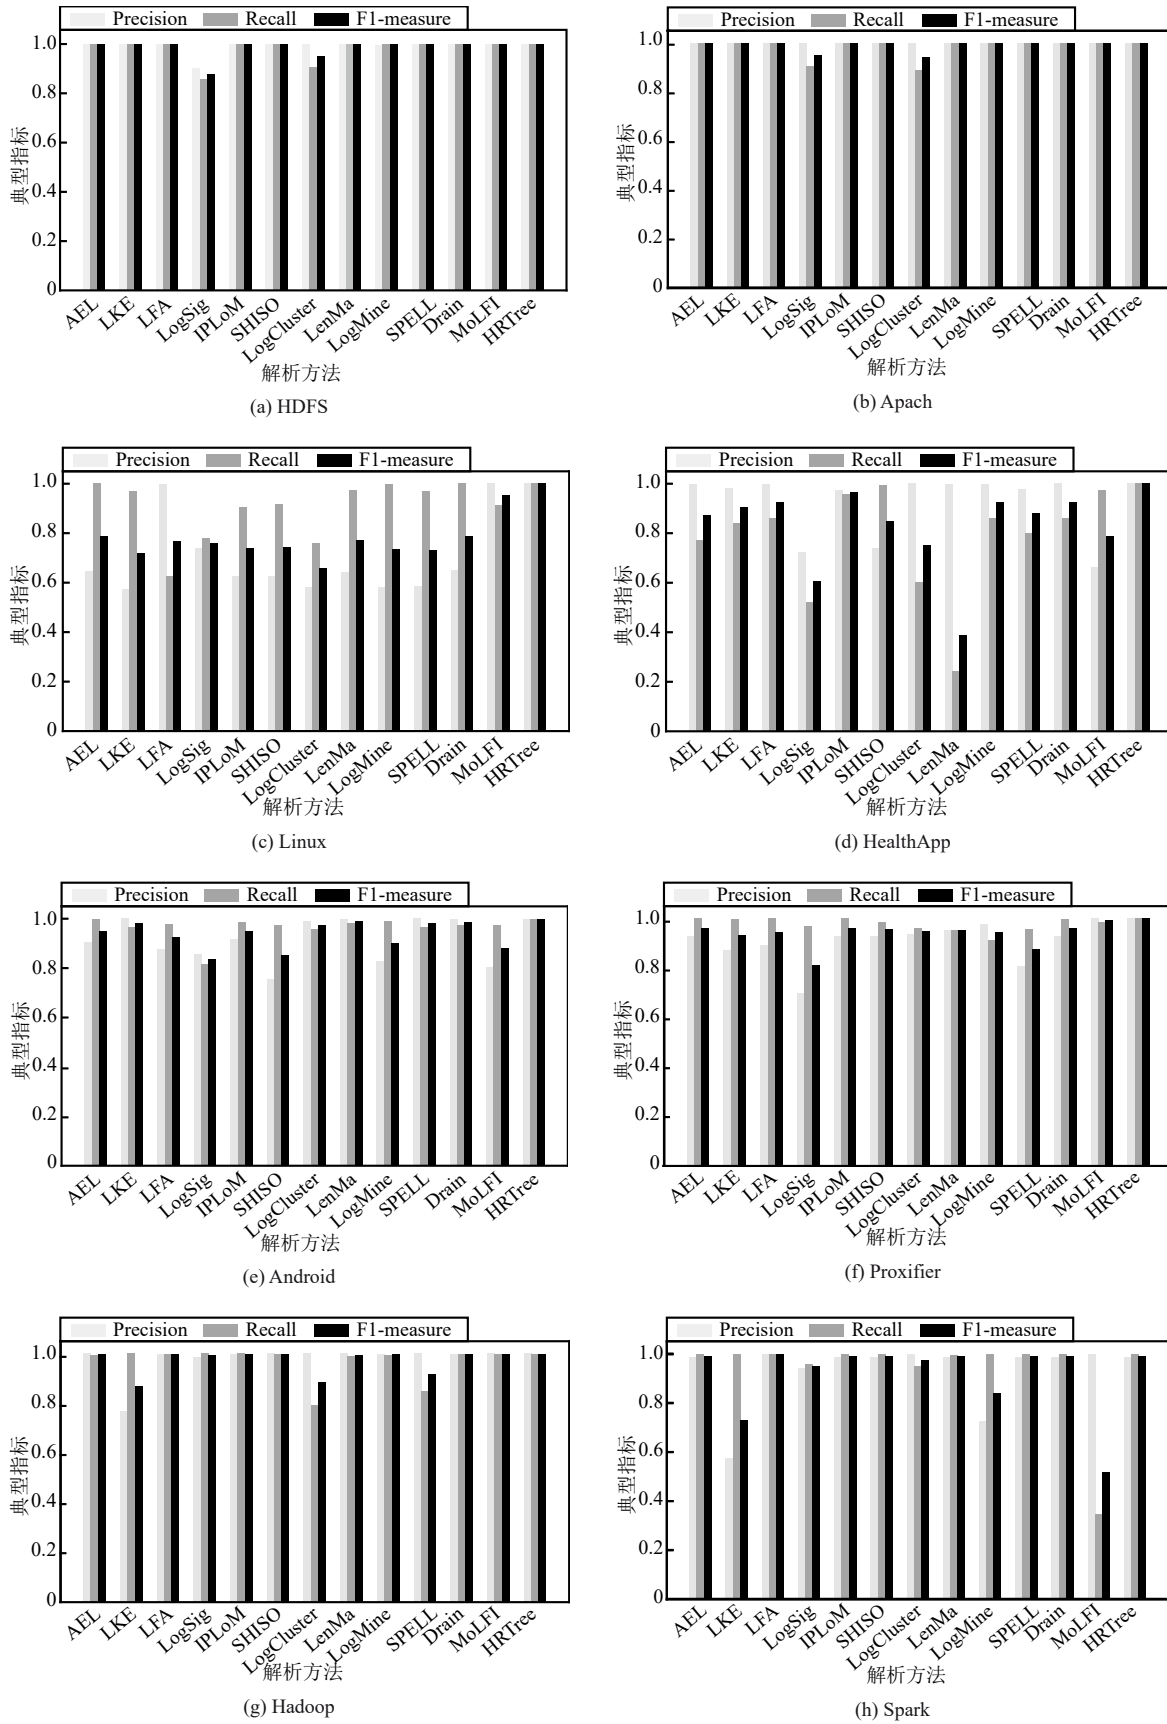 Precision Recall F1-measure
1.0
0.8
0.6
0.4
0.2
0
典型指标
AEL LKE LFA LogSig IPLoM SHISO LogCluster LenMa LogMine SPELL Drain MoLFI HRTree
解析方法
(a) HDFS
Precision Recall F1-measure
1.0
0.8
0.6
0.4
0.2
0
典型指标
AEL LKE LFA LogSig IPLoM SHISO LogCluster LenMa LogMine SPELL Drain MoLFI HRTree
解析方法
(b) Apach
Precision Recall F1-measure
1.0
0.8
0.6
0.4
0.2
0
典型指标
AEL LKE LFA LogSig IPLoM SHISO LogCluster LenMa LogMine SPELL Drain MoLFI HRTree
解析方法
(c) Linux
Precision Recall F1-measure
1.0
0.8
0.6
0.4
0.2
0
典型指标
AEL LKE LFA LogSig IPLoM SHISO LogCluster LenMa LogMine SPELL Drain MoLFI HRTree
解析方法
(d) HealthApp
Precision Recall F1-measure
1.0
0.8
0.6
0.4
0.2
0
典型指标
AEL LKE LFA LogSig IPLoM SHISO LogCluster LenMa LogMine SPELL Drain MoLFI HRTree
解析方法
(e) Android
Precision Recall F1-measure
1.0
0.8
0.6
0.4
0.2
0
典型指标
AEL LKE LFA LogSig IPLoM SHISO LogCluster LenMa LogMine SPELL Drain MoLFI HRTree
解析方法
(f) Proxifier
Precision Recall F1-measure
1.0
0.8
0.6
0.4
0.2
0
典型指标
AEL LKE LFA LogSig IPLoM SHISO LogCluster LenMa LogMine SPELL Drain MoLFI HRTree
解析方法
(g) Hadoop
Precision Recall F1-measure
1.0
0.8
0.6
0.4
0.2
0
典型指标
AEL LKE LFA LogSig IPLoM SHISO LogCluster LenMa LogMine SPELL Drain MoLFI HRTree
解析方法
(h) Spark